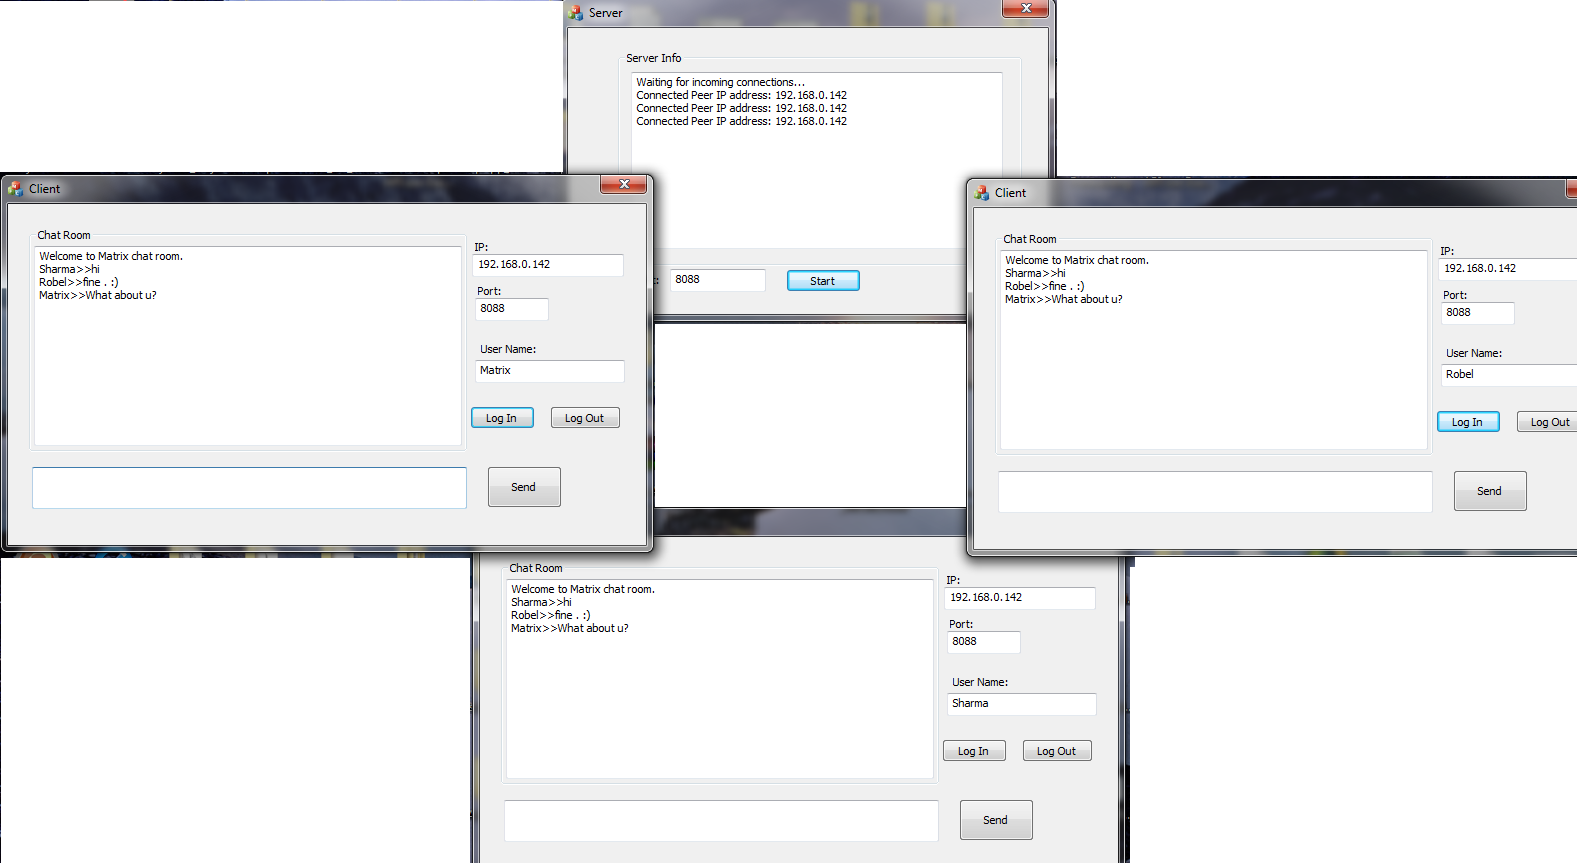 Server
Server Info
Waiting for incoming connections...
Connected Peer IP address: 192.168.0.142
Connected Peer IP address: 192.168.0.142
Connected Peer IP address: 192.168.0.142
8088
Start
Client
Chat Room
Welcome to Matrix chat room.
Sharma>>hi
Robel>>fine . :)
Matrix>>What about u?
IP:
192.168.0.142
Port:
8088
User Name:
Matrix
Log In Log Out
Send
Client
Chat Room
Welcome to Matrix chat room.
Sharma>>hi
Robel>>fine . :)
Matrix>>What about u?
IP:
192.168.0.142
Port:
8088
User Name:
Robel
Log In Log Out
Send
Chat Room
Welcome to Matrix chat room.
Sharma>>hi
Robel>>fine . :)
Matrix>>What about u?
IP:
192.168.0.142
Port:
8088
User Name:
Sharma
Log In Log Out
Send